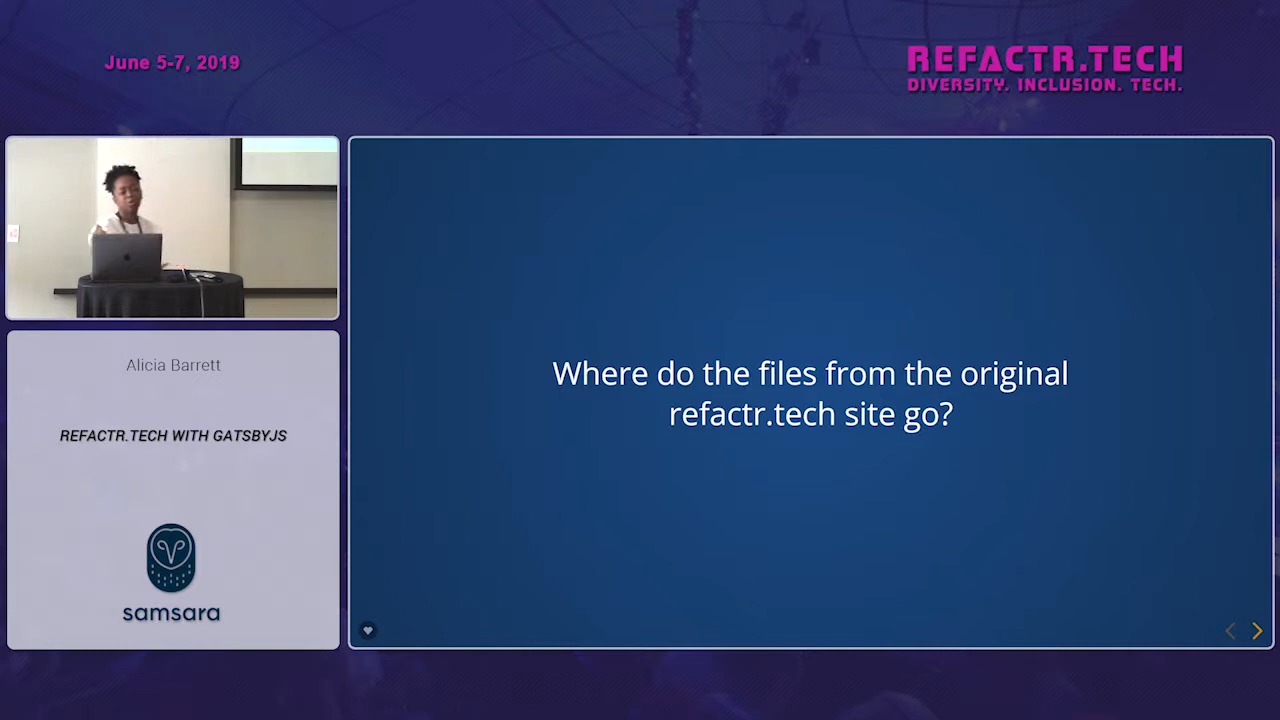 June 5-7, 2019
REFACTR.TECH
DIVERSITY. INCLUSION. TECH.
Alicia Barrett
REFACTR.TECH WITH GATSBYJS
samsara
Where do the files from the original
refactr.tech site go?